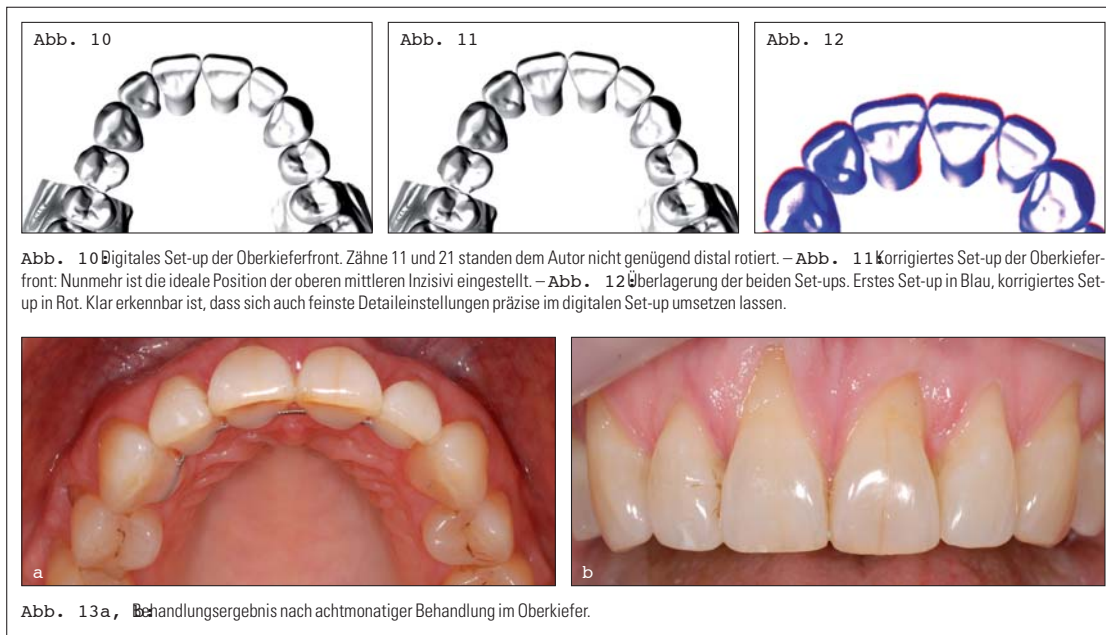 Abb. 10
Abb. 11
Abb. 12
Abb. 10: Digitales Set-up der Oberkieferfront. Zähne 11 und 21 standen dem Autor nicht genügend distal rotiert. – Abb. 11: Korrigiertes Set-up der Oberkiefer-
front: Nunmehr ist die ideale Position der oberen mittleren Inzisivi eingestellt. – Abb. 12: Überlagerung der beiden Set-ups. Erstes Set-up in Blau, korrigiertes Set-
up in Rot. Klar erkennbar ist, dass sich auch feinste Detaileinstellungen präzise im digitalen Set-up umsetzen lassen.
a
b
Abb. 13a, b: Behandlungsergebnis nach achtmonatiger Behandlung im Oberkiefer.